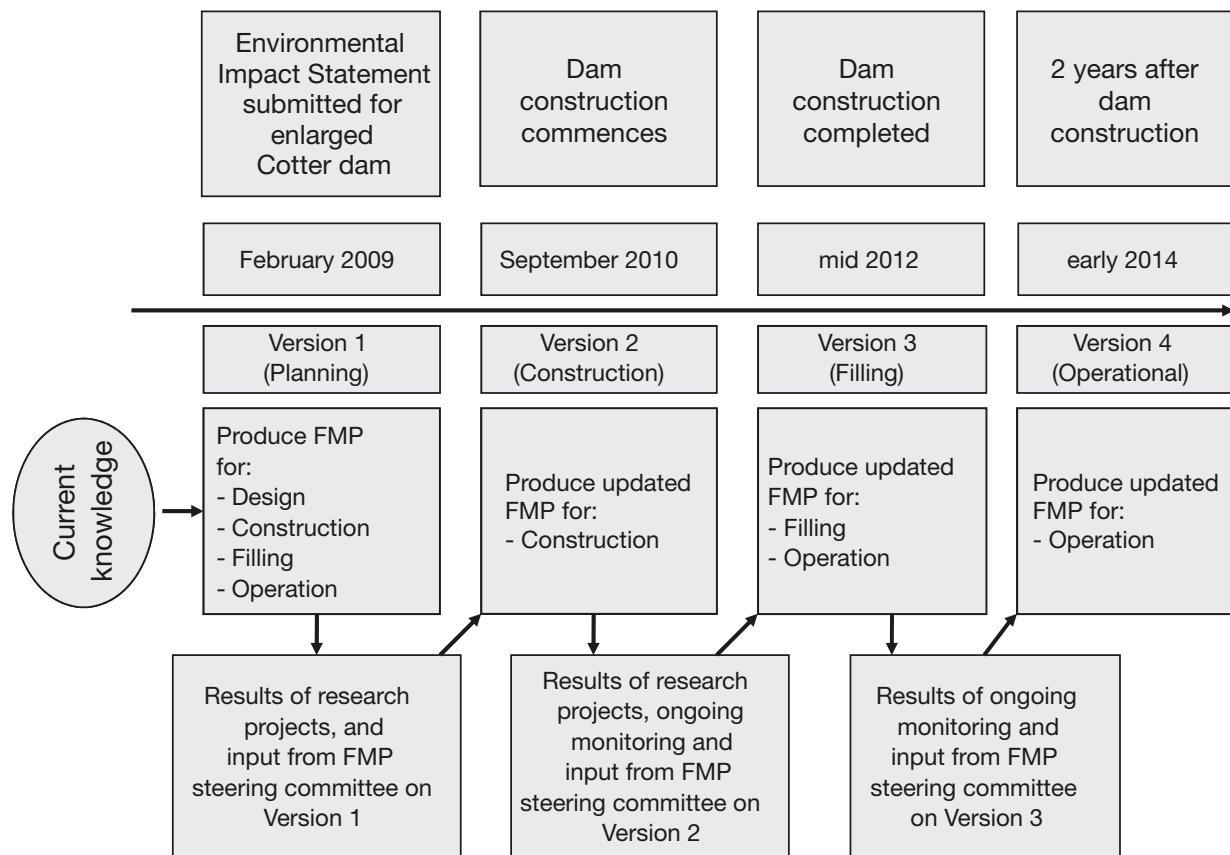 Environmental
Impact Statement
submitted for
enlarged
Cotter dam
Dam
construction
commences
Dam
construction
completed
2 years after
dam
construction
February 2009
September 2010
mid 2012
early 2014
Version 1
(Planning)
Version 2
(Construction)
Version 3
(Filling)
Version 4
(Operational)
Current
knowledge
Produce FMP
for:
- Design
- Construction
- Filling
- Operation
Produce updated
FMP for:
- Construction
Produce updated
FMP for:
- Filling
- Operation
Produce updated
FMP for:
- Operation
Results of research
projects, and
input from FMP
steering committee on
Version 1
Results of research
projects, ongoing
monitoring and
input from FMP
steering committee on
Version 2
Results of ongoing
monitoring and
input from FMP
steering committee
on Version 3